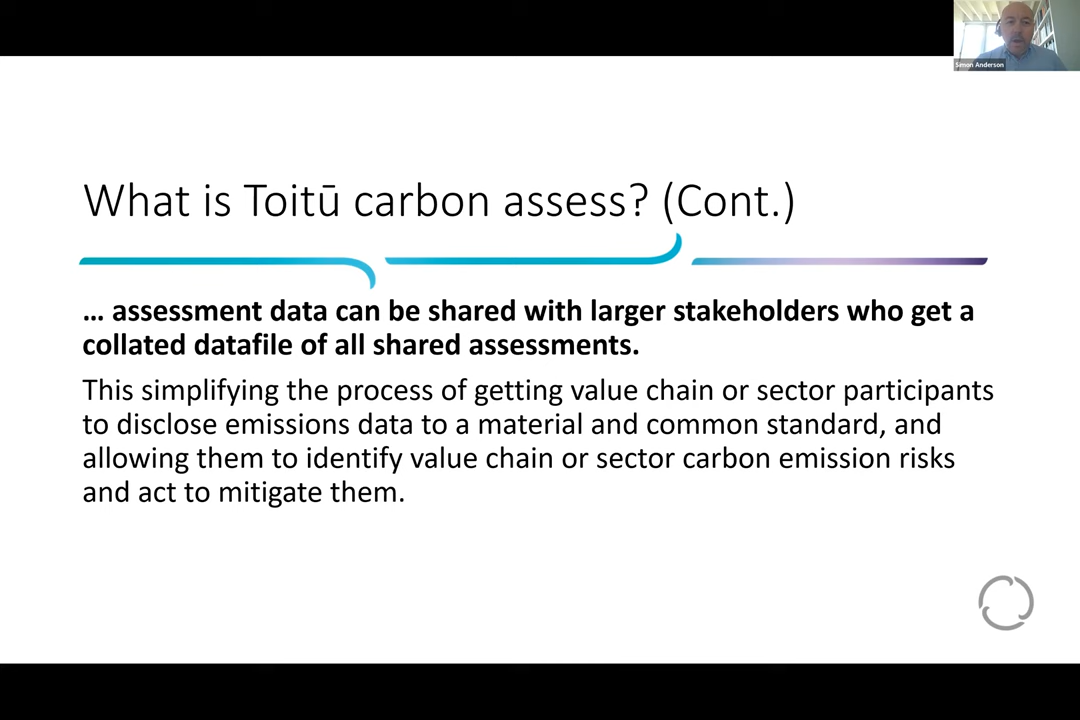 Simon Anderson
What is Toitū carbon assess? (Cont.)
... assessment data can be shared with larger stakeholders who get a
collated datafile of all shared assessments.
This simplifying the process of getting value chain or sector participants
to disclose emissions data to a material and common standard, and
allowing them to identify value chain or sector carbon emission risks
and act to mitigate them.